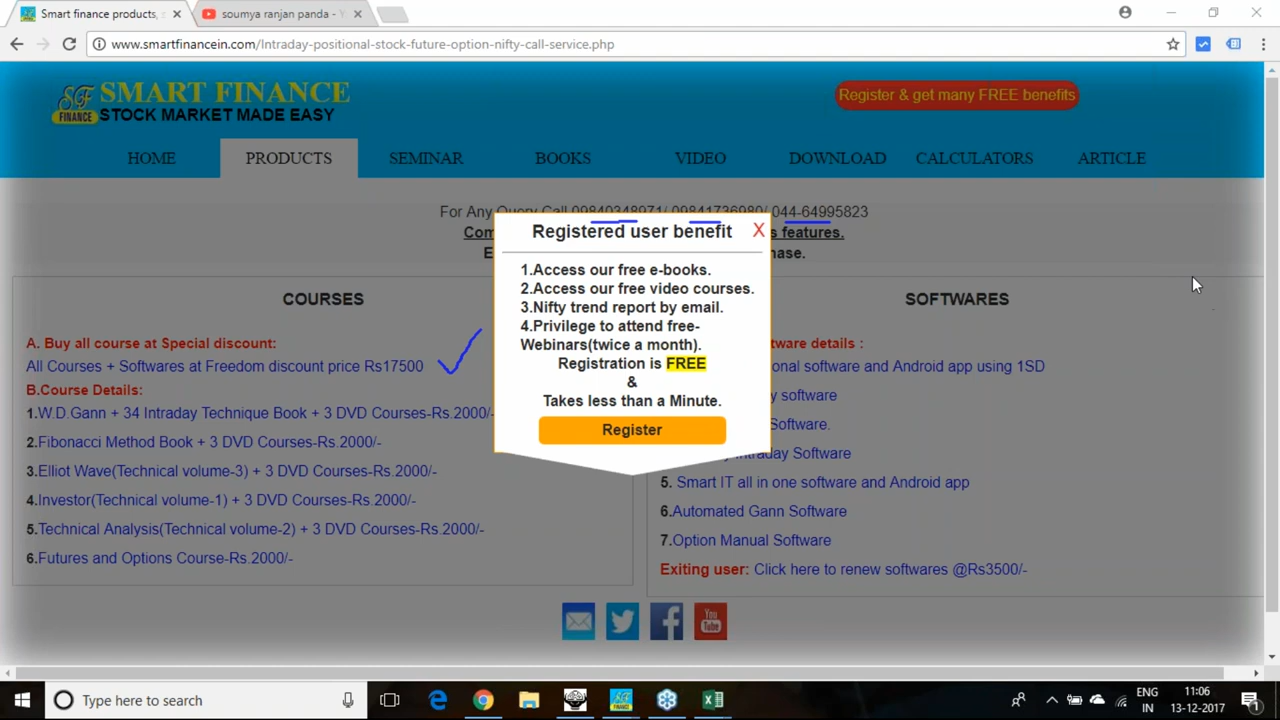 Smart finance products,
soumya ranjan panda -
www.smartfinancein.com/Intraday-positional-stock-future-option-nifty-call-service.php
SF FINANCE
SMART FINANCE
STOCK MARKET MADE EASY
Register & get many FREE benefits
HOME PRODUCTS SEMINAR BOOKS VIDEO DOWNLOAD CALCULATORS ARTICLE
For Any Query Call 09840348971/ 09841736980/ 044-64995823
Com s features.
E hase.
Registered user benefit X
1.Access our free e-books.
2.Access our free video courses.
3.Nifty trend report by email.
4.Privilege to attend free-
Webinars(twice a month).
Registration is FREE
&
Takes less than a Minute.
Register
COURSES
A. Buy all course at Special discount:
All Courses + Softwares at Freedom discount price Rs17500
B.Course Details:
1.W.D.Gann + 34 Intraday Technique Book + 3 DVD Courses-Rs.2000/-
2.Fibonacci Method Book + 3 DVD Courses-Rs.2000/-
3.Elliot Wave(Technical volume-3) + 3 DVD Courses-Rs.2000/-
4.Investor(Technical volume-1) + 3 DVD Courses-Rs.2000/-
5.Technical Analysis(Technical volume-2) + 3 DVD Courses-Rs.2000/-
6.Futures and Options Course-Rs.2000/-
SOFTWARES
tware details :
onal software and Android app using 1SD
y software
Software.
Intraday Software
5. Smart IT all in one software and Android app
6.Automated Gann Software
7.Option Manual Software
Exiting user: Click here to renew softwares @Rs3500/-
You Tube
Type here to search
ENG
IN
11:06
13-12-2017
1